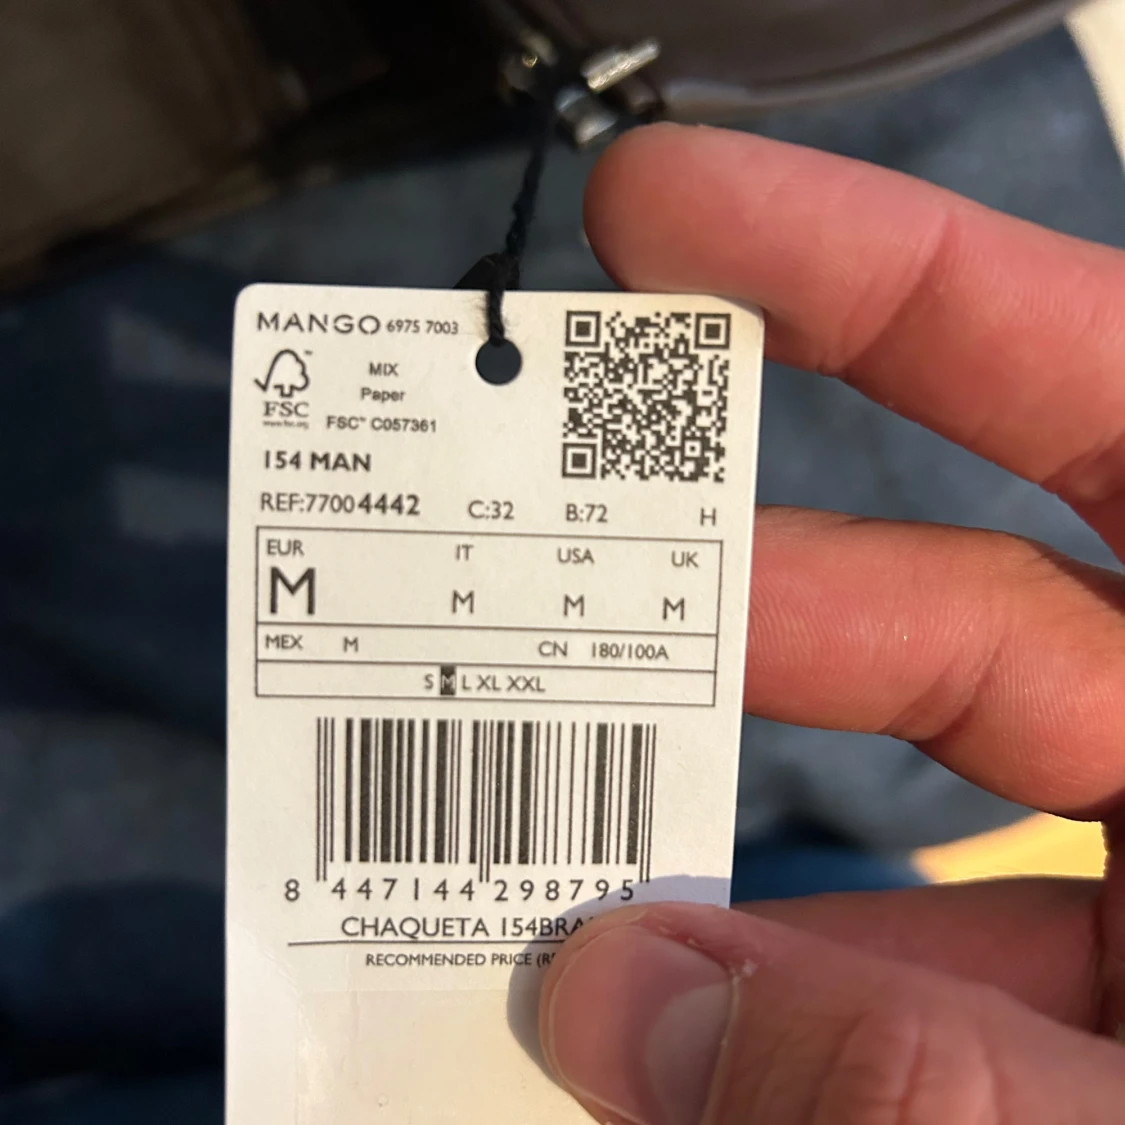 MANGO 6975 7003
MIX
Paper
FSC
www.fsc.org
FSC™ C057361
154 MAN
REF:77004442 C:32 B:72 H
EUR IT USA UK
M M M M
MEX M CN 180/100A
S M L XL XXL
8 447144 298795
CHAQUETA
RECOMMENDED PRICE